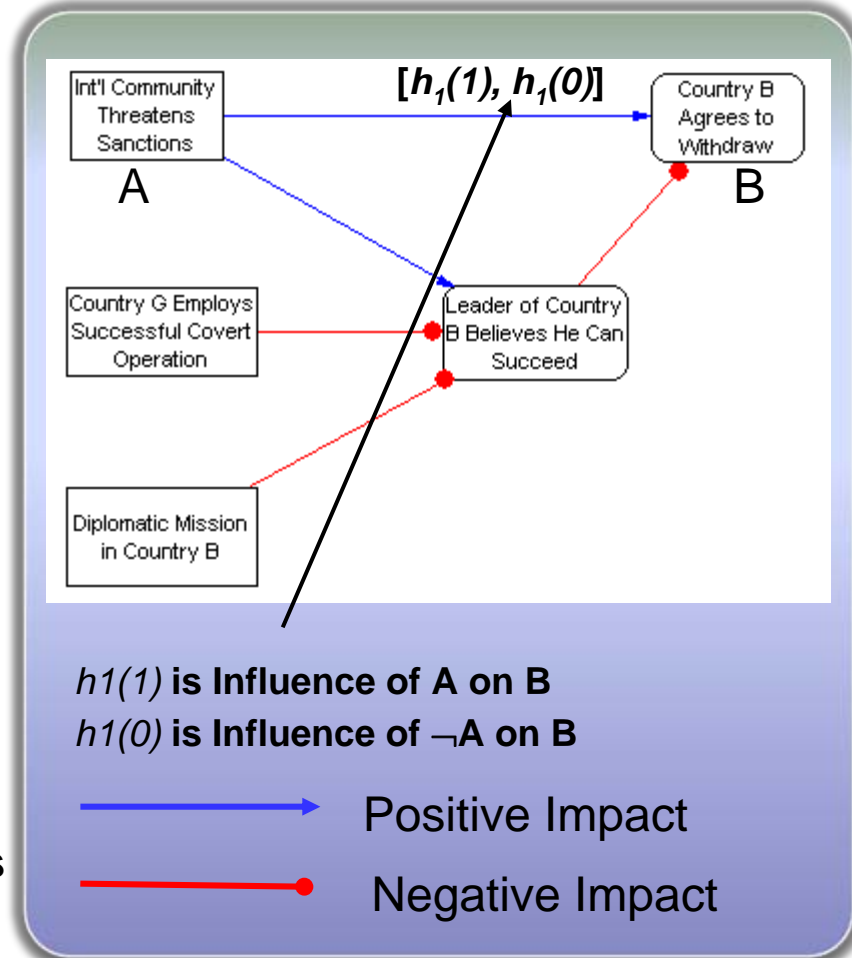 Int'l Community
Threatens
Sanctions
A
[h₁(1), h₁(0)]
Country B
Agrees to
Withdraw
B
Country G Employs
Successful Covert
Operation
Leader of Country
B Believes He Can
Succeed
Diplomatic Mission
in Country B
h1(1) is Influence of A on B
h1(0) is Influence of ¬A on B
Positive Impact
s
Negative Impact